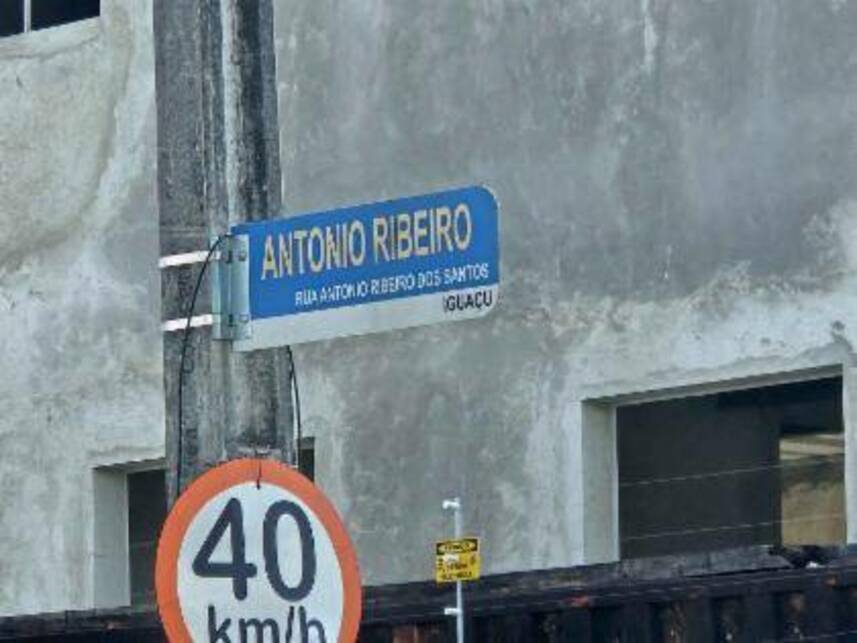 ANTONIO RIBEIRO
RUA ANTONIO RIBEIRO DOS SANTOS
IGUAÇU
40
km/h